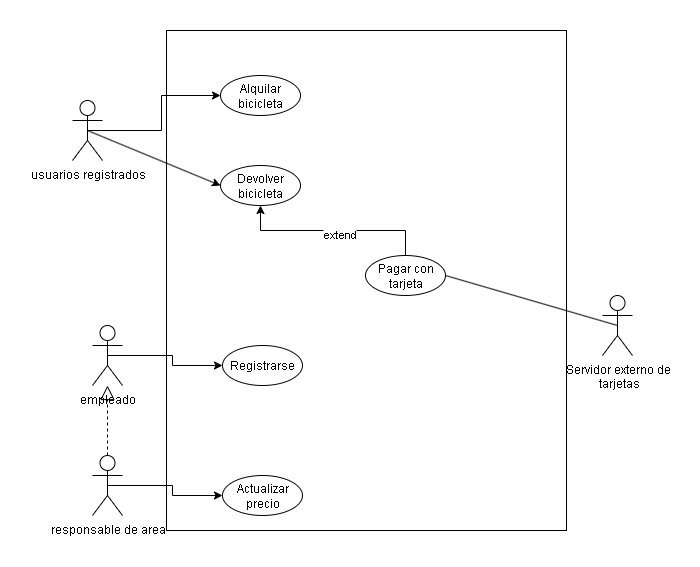 Alquilar
bicicleta
usuarios registrados
Devolver
bicicleta
extend
Pagar con
tarjeta
Servidor externo de
tarjetas
Registrarse
empleado
Actualizar
precio
responsable de area